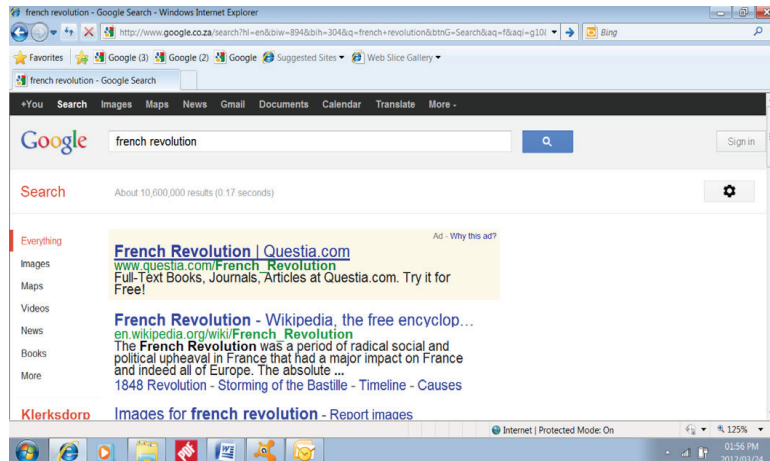 french revolution - Google Search - Windows Internet Explorer
http://www.google.co.za/search?hl=en&biw=894&bih=304&q=french+revolution&btnG=Search&aq=f&aqi=g10&
Bing
Favorites Google (3) Google (2) Google Suggested Sites Web Slice Gallery
french revolution - Google Search
+You Search Images Maps News Gmail Documents Calendar Translate More
Google
french revolution
Sign in
Search
About 10,600,000 results (0.17 seconds)
Everything
Images
Maps
Videos
News
Books
More
Klerksdorp
Ad - Why this ad?
French Revolution | Questia.com
www.questia.com/French_Revolution
Full-Text Books, Journals, Articles at Questia.com. Try it for
Free!
French Revolution - Wikipedia, the free encyclop...
en.wikipedia.org/wiki/French_Revolution
The French Revolution was a period of radical social and
political upheaval in France that had a major impact on France
and indeed all of Europe. The absolute ...
1848 Revolution - Storming of the Bastille - Timeline - Causes
Images for french revolution - Report images
Internet | Protected Mode: On
125%
01:56 PM
2012/03/24